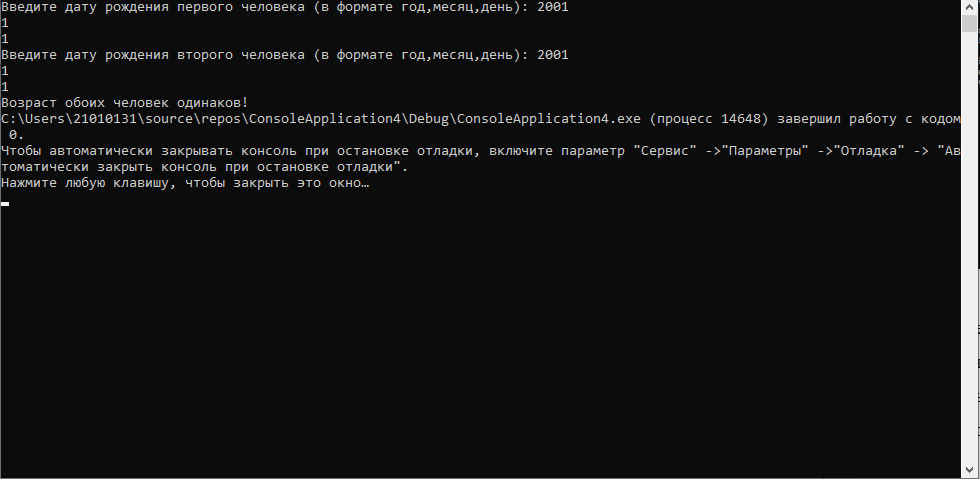 Введите дату рождения первого человека (в формате год,месяц,день): 2001
1
1
Введите дату рождения второго человека (в формате год,месяц,день): 2001
1
1
Возраст обоих человек одинаков!
C:\Users\21010131\source\repos\ConsoleApplication4\Debug\ConsoleApplication4.exe (процесс 14648) завершил работу с кодом
 0.
Чтобы автоматически закрывать консоль при остановке отладки, включите параметр "Сервис" ->"Параметры" ->"Отладка" -> "Ав
томатически закрыть консоль при остановке отладки".
Нажмите любую клавишу, чтобы закрыть это окно…